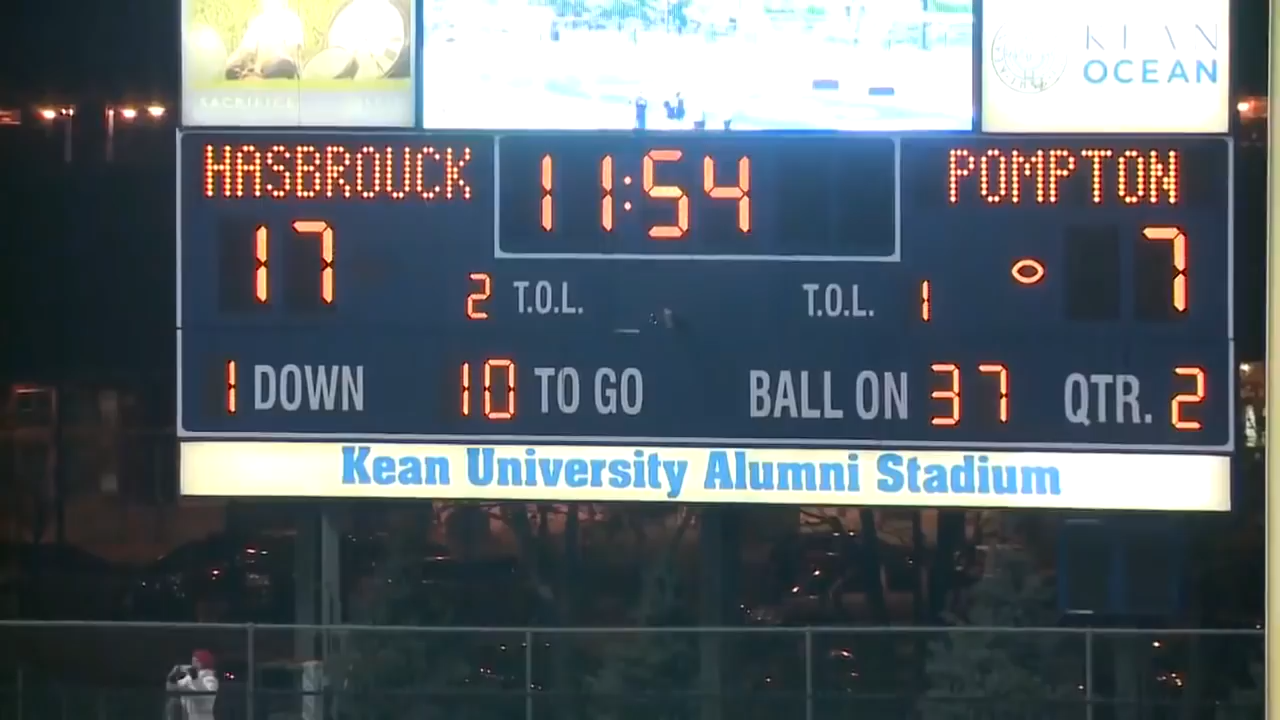 SACRIFICE
KEAN
OCEAN
HASBROUCK 11:54 POMPTON
17 7
2 T.O.L. T.O.L. 1
1 DOWN 10 TO GO BALL ON 37 QTR. 2
Kean University Alumni Stadium